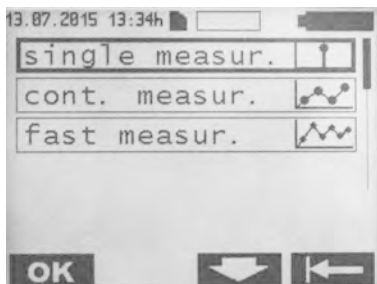 13.07.2015 13:34h
single measur.
cont. measur.
fast measur.
OK